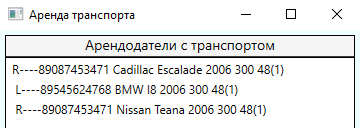 Аренда транспорта
Арендодатели с транспортом
R----89087453471 Cadillac Escalade 2006 300 48(1)
L----89545624768 BMW I8 2006 300 48(1)
R----89087453471 Nissan Teana 2006 300 48(1)